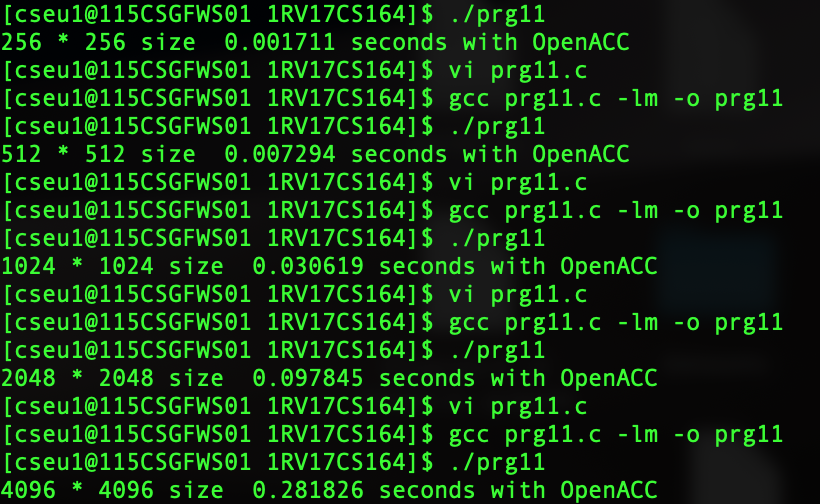 [cseu1@115CSGFWS01 1RV17CS164]$ ./prg11
256 * 256 size  0.001711 seconds with OpenACC
[cseu1@115CSGFWS01 1RV17CS164]$ vi prg11.c
[cseu1@115CSGFWS01 1RV17CS164]$ gcc prg11.c -lm -o prg11
[cseu1@115CSGFWS01 1RV17CS164]$ ./prg11
512 * 512 size  0.007294 seconds with OpenACC
[cseu1@115CSGFWS01 1RV17CS164]$ vi prg11.c
[cseu1@115CSGFWS01 1RV17CS164]$ gcc prg11.c -lm -o prg11
[cseu1@115CSGFWS01 1RV17CS164]$ ./prg11
1024 * 1024 size  0.030619 seconds with OpenACC
[cseu1@115CSGFWS01 1RV17CS164]$ vi prg11.c
[cseu1@115CSGFWS01 1RV17CS164]$ gcc prg11.c -lm -o prg11
[cseu1@115CSGFWS01 1RV17CS164]$ ./prg11
2048 * 2048 size  0.097845 seconds with OpenACC
[cseu1@115CSGFWS01 1RV17CS164]$ vi prg11.c
[cseu1@115CSGFWS01 1RV17CS164]$ gcc prg11.c -lm -o prg11
[cseu1@115CSGFWS01 1RV17CS164]$ ./prg11
4096 * 4096 size  0.281826 seconds with OpenACC